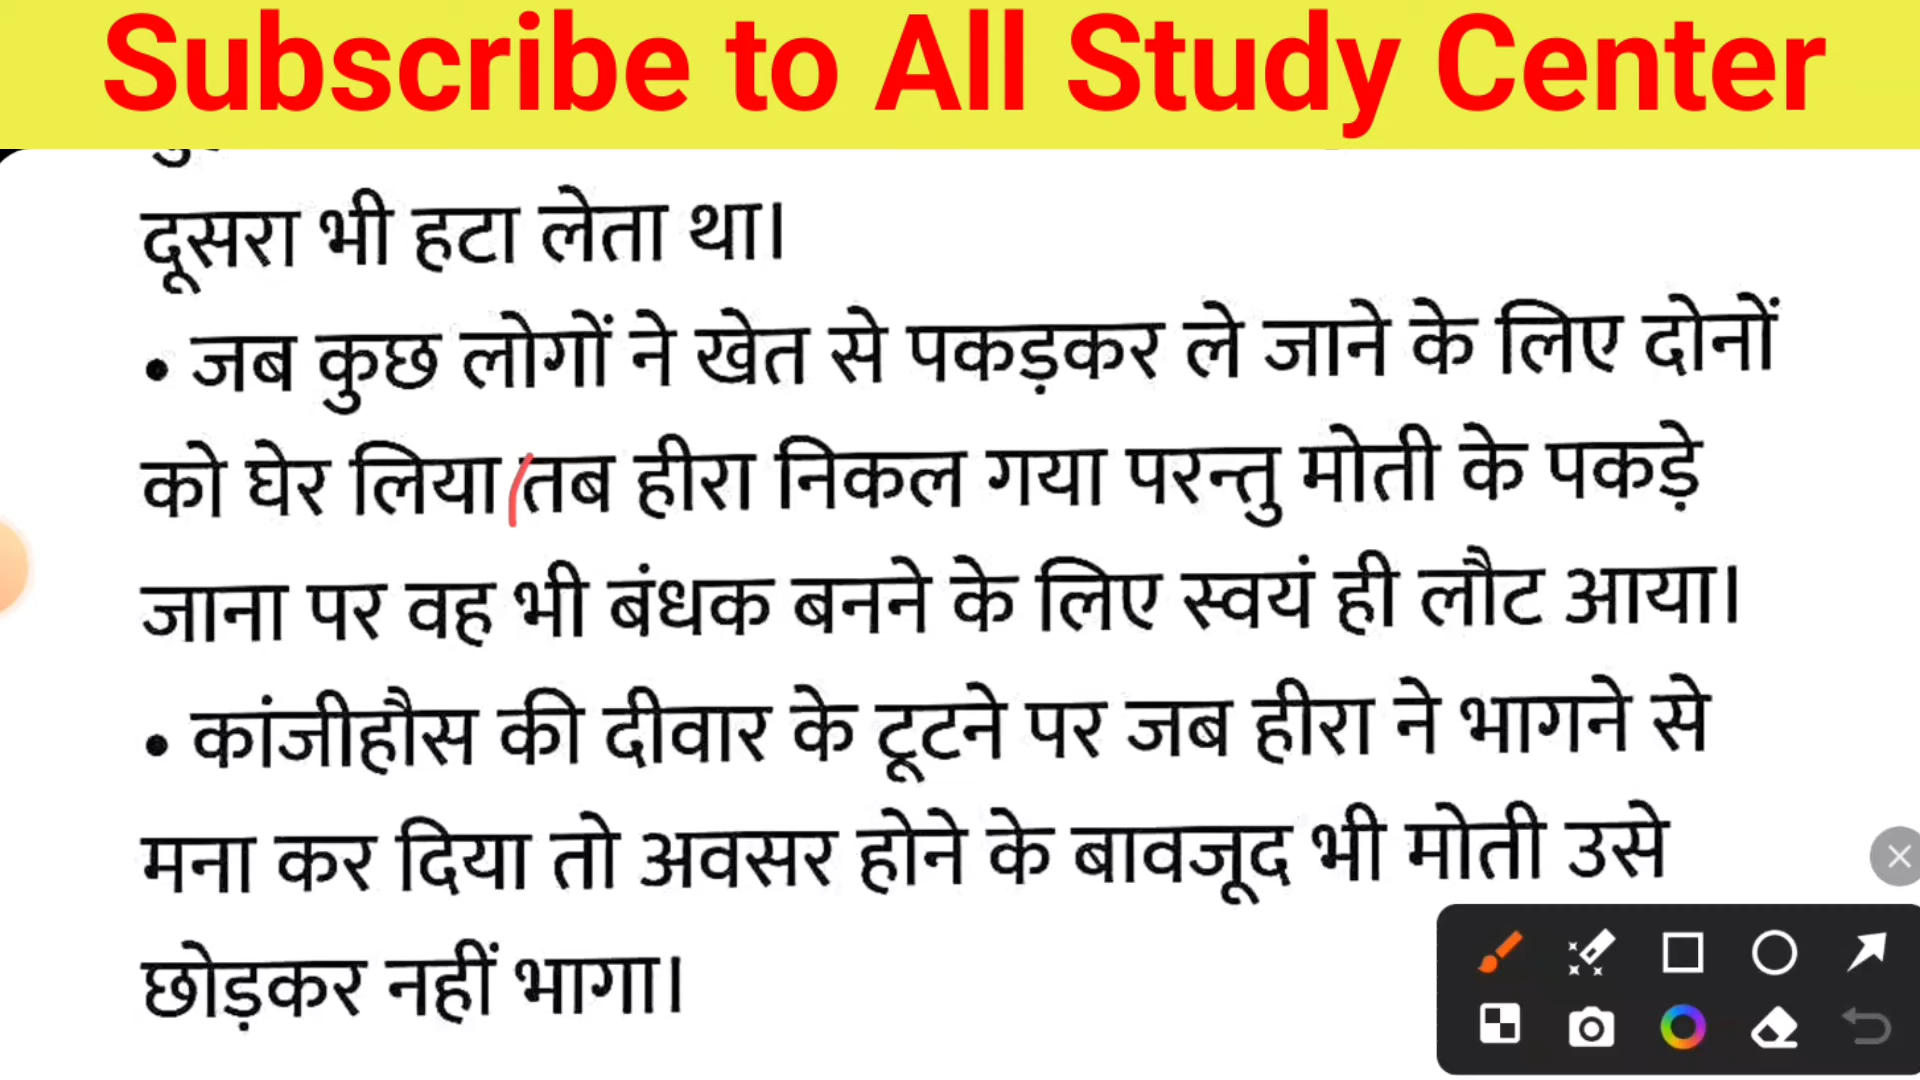 Subscribe to All Study Center
दूसरा भी हटा लेता था।
• जब कुछ लोगों ने खेत से पकड़कर ले जाने के लिए दोनों
को घेर लिया तब हीरा निकल गया परन्तु मोती के पकड़े
जाना पर वह भी बंधक बनने के लिए स्वयं ही लौट आया।
• कांजीहौस की दीवार के टूटने पर जब हीरा ने भागने से
मना कर दिया तो अवसर होने के बावजूद भी मोती उसे
छोड़कर नहीं भागा।